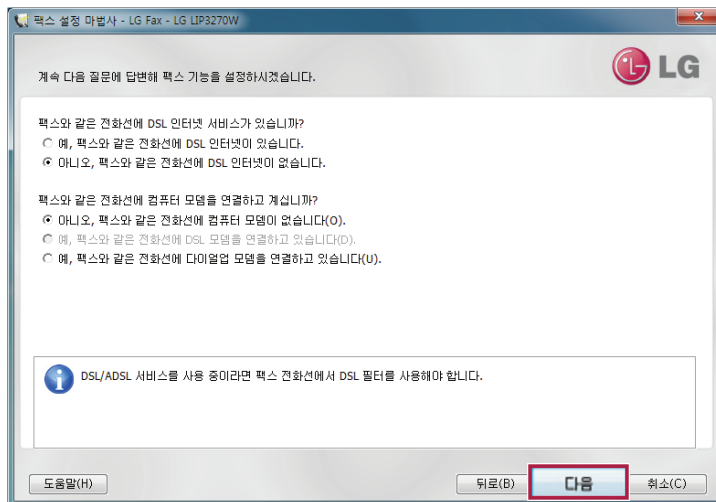 팩스 설정 마법사 - LG Fax - LG LIP3270W
LG
계속 다음 질문에 답변해 팩스 기능을 설정하시겠습니다.
팩스와 같은 전화선에 DSL 인터넷 서비스가 있습니까?
예, 팩스와 같은 전화선에 DSL 인터넷이 있습니다.
아니오, 팩스와 같은 전화선에 DSL 인터넷이 없습니다.
팩스와 같은 전화선에 컴퓨터 모뎀을 연결하고 계십니까?
아니오, 팩스와 같은 전화선에 컴퓨터 모뎀이 없습니다(O).
예, 팩스와 같은 전화선에 DSL 모뎀을 연결하고 있습니다(D).
예, 팩스와 같은 전화선에 다이얼업 모뎀을 연결하고 있습니다(U).
DSL/ADSL 서비스를 사용 중이라면 팩스 전화선에서 DSL 필터를 사용해야 합니다.
도움말(H) 뒤로(B) 다음 취소(C)